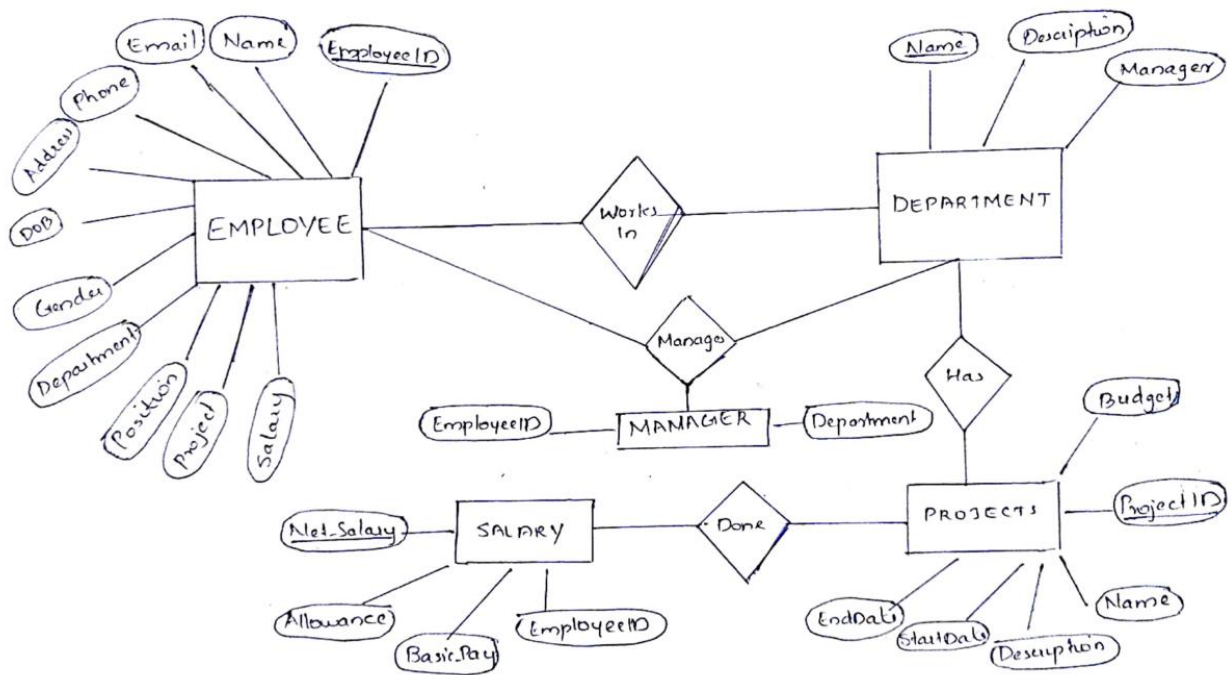 Email
Name
EmployeeID
Phone
Address
DOB
Gender
Department
Position
Project
Salary
EMPLOYEE
Works
In
Name
Description
Manager
DEPARTMENT
Manages
EmployeeID
MANAGER
Department
Has
Budget
ProjectID
Name
Description
StartDate
EndDate
PROJECTS
Done
SALARY
Net_Salary
Allowance
Basic_Pay
EmployeeID